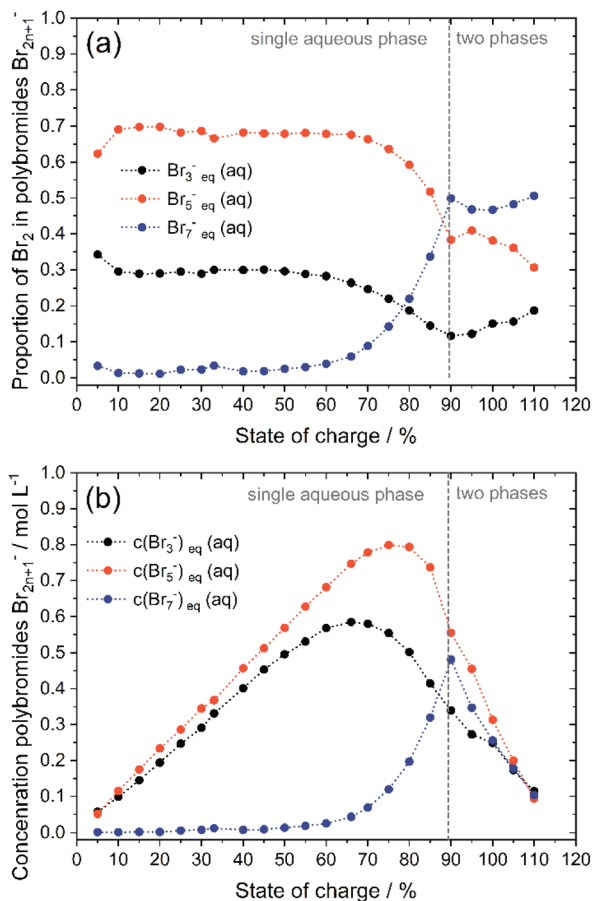 (a)
single aqueous phase
two phases
Br3- eq (aq)
Br5- eq (aq)
Br7- eq (aq)
Proportion of Br2 in polybromides Br2n+1-
1.0
0.9
0.8
0.7
0.6
0.5
0.4
0.3
0.2
0.1
0.0
0 10 20 30 40 50 60 70 80 90 100 110 120
State of charge / %
(b)
single aqueous phase
two phases
c(Br3-) eq (aq)
c(Br5-) eq (aq)
c(Br7-) eq (aq)
Concenration polybromides Br2n+1- / mol L-1
1.0
0.9
0.8
0.7
0.6
0.5
0.4
0.3
0.2
0.1
0.0
0 10 20 30 40 50 60 70 80 90 100 110 120
State of charge / %